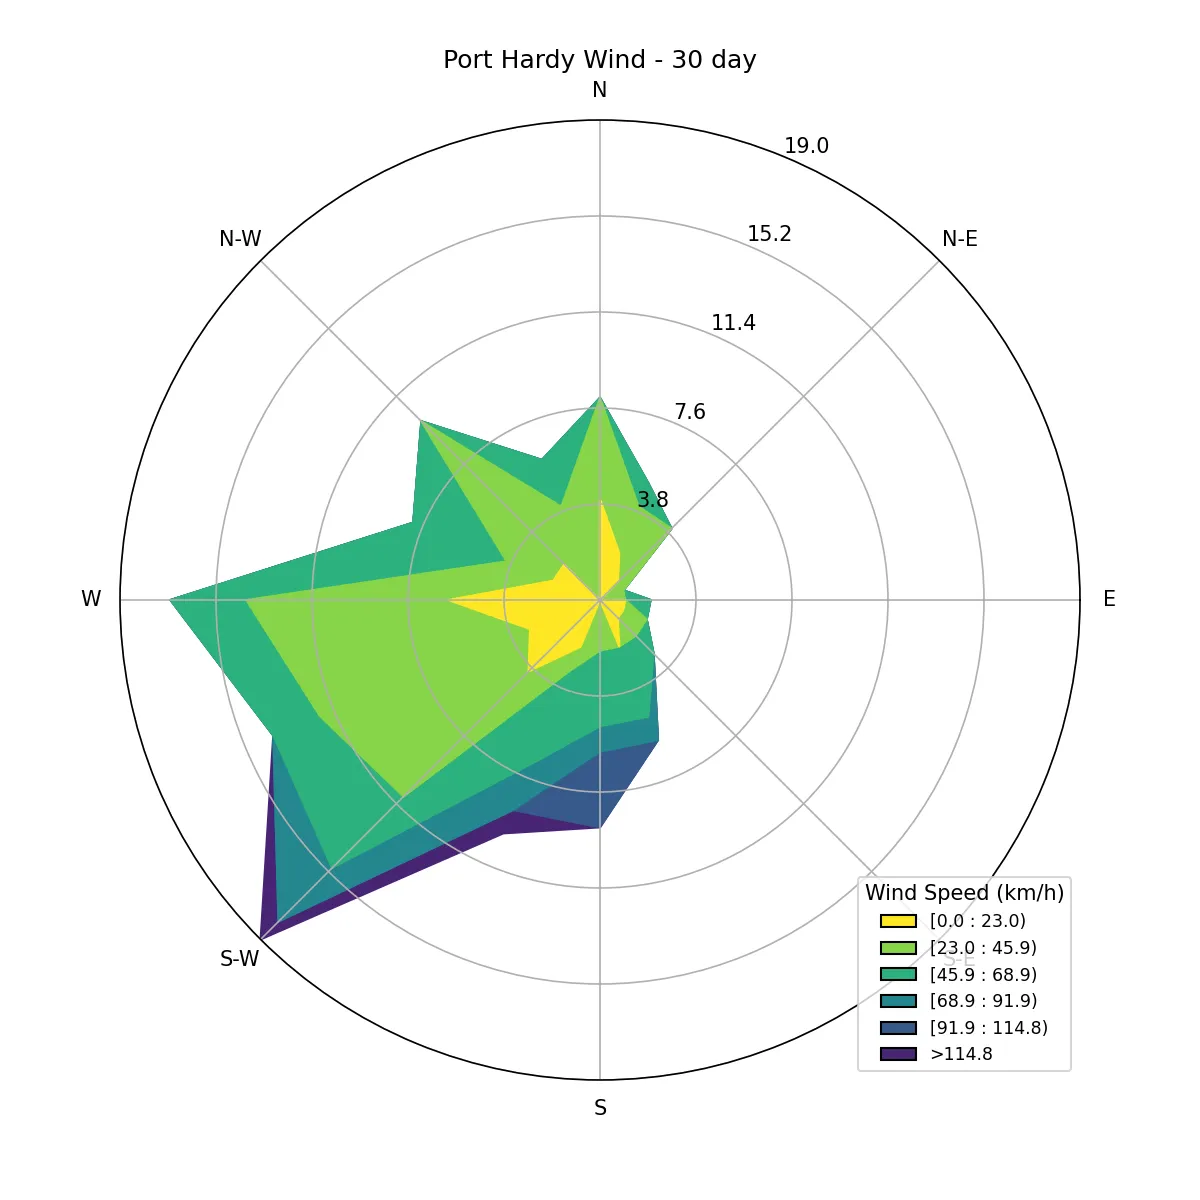 Port Hardy Wind - 30 day
N
19.0
15.2
N-W
N-E
11.4
7.6
3.8
W
E
S-W
S-E
S
Wind Speed (km/h)
[0.0 : 23.0)
[23.0 : 45.9)
[45.9 : 68.9)
[68.9 : 91.9)
[91.9 : 114.8)
>114.8